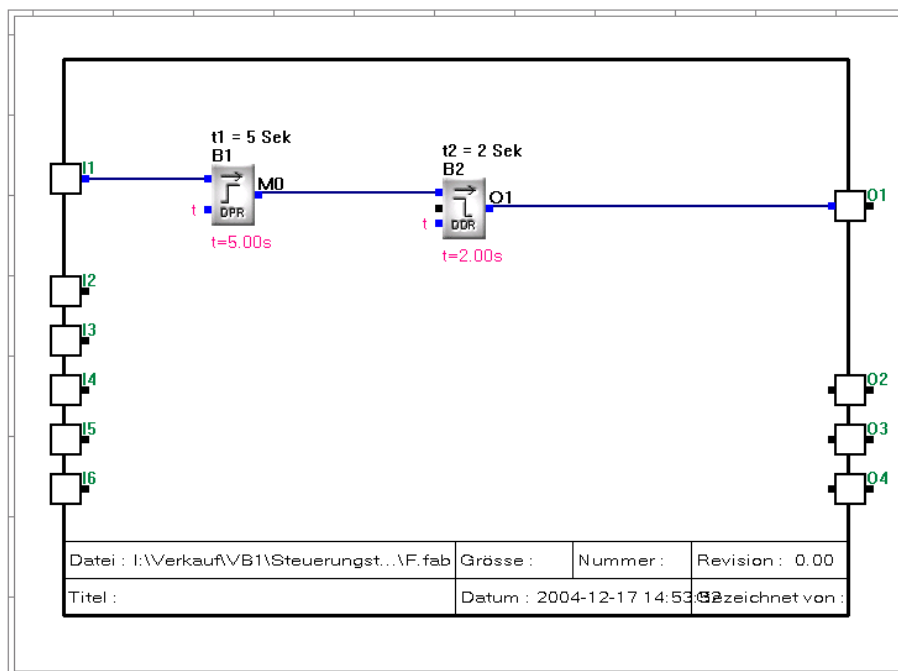 t1 = 5 Sek
B1
I1
M0
t
DPR
t=5.00s
t2 = 2 Sek
B2
O1
t
DDR
t=2.00s
O1
I2
I3
I4
I5
I6
O2
O3
O4
Datei : I:\Verkauf\VB1\Steuerungst...\F.fab
Grösse :
Nummer :
Revision : 0.00
Titel :
Datum : 2004-12-17 14:53:
Gezeichnet von :